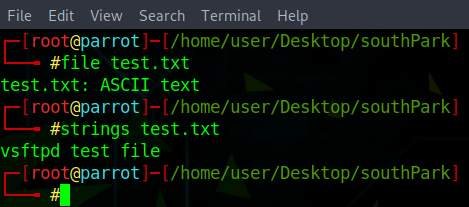 File Edit View Search Terminal Help
┌─[root@parrot]─[/home/user/Desktop/southPark]
└──╼ #file test.txt
test.txt: ASCII text
┌─[root@parrot]─[/home/user/Desktop/southPark]
└──╼ #strings test.txt
vsftpd test file
┌─[root@parrot]─[/home/user/Desktop/southPark]
└──╼ #